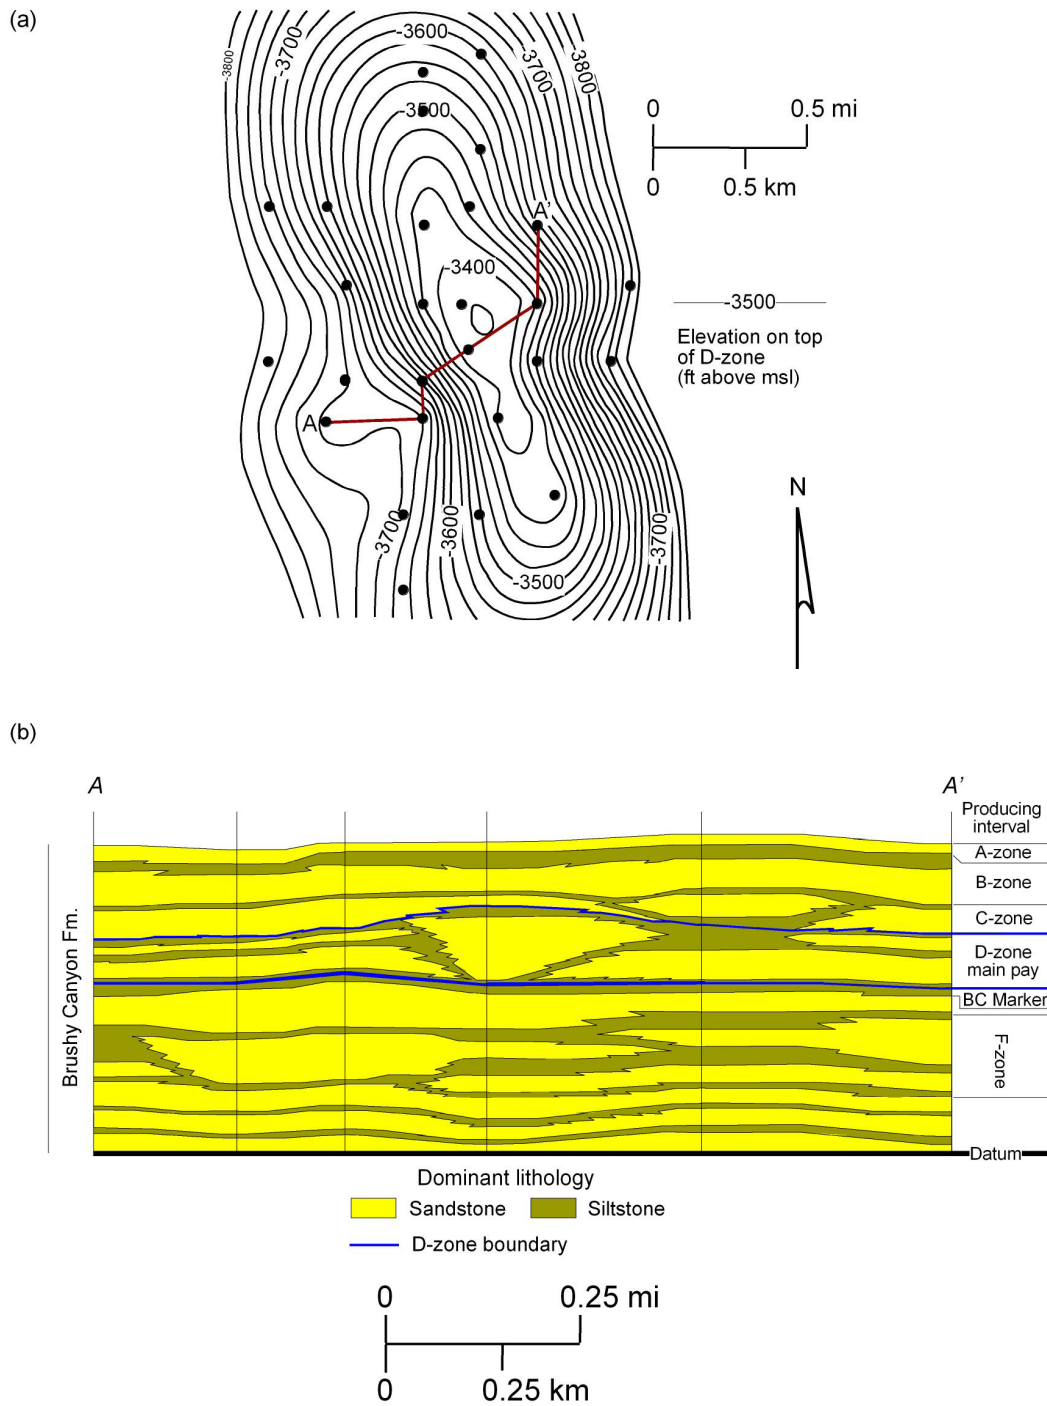 (a)
-3600
-3700
-3800
-3700
-3800
-3500
0 0.5 mi
0 0.5 km
A'
-3400
-3500
Elevation on top
of D-zone
(ft above msl)
A
N
-3700
-3600
-3700
-3500
(b)
A A'
Producing
interval
A-zone
B-zone
C-zone
D-zone
main pay
BC Marker
F-zone
Brushy Canyon Fm.
Datum
Dominant lithology
Sandstone Siltstone
D-zone boundary
0 0.25 mi
0 0.25 km